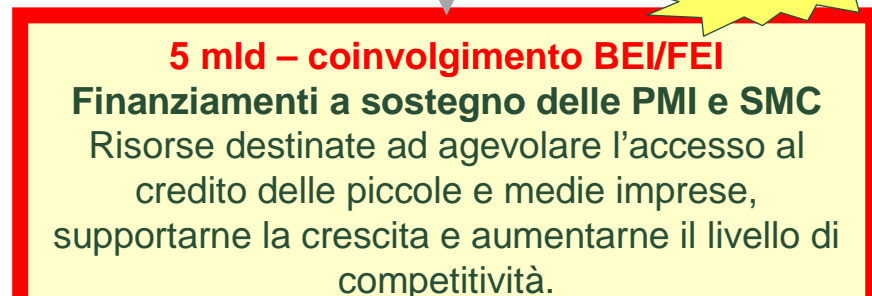 5 mld – coinvolgimento BEI/FEI
Finanziamenti a sostegno delle PMI e SMC
Risorse destinate ad agevolare l’accesso al
credito delle piccole e medie imprese,
supportarne la crescita e aumentarne il livello di
competitività.